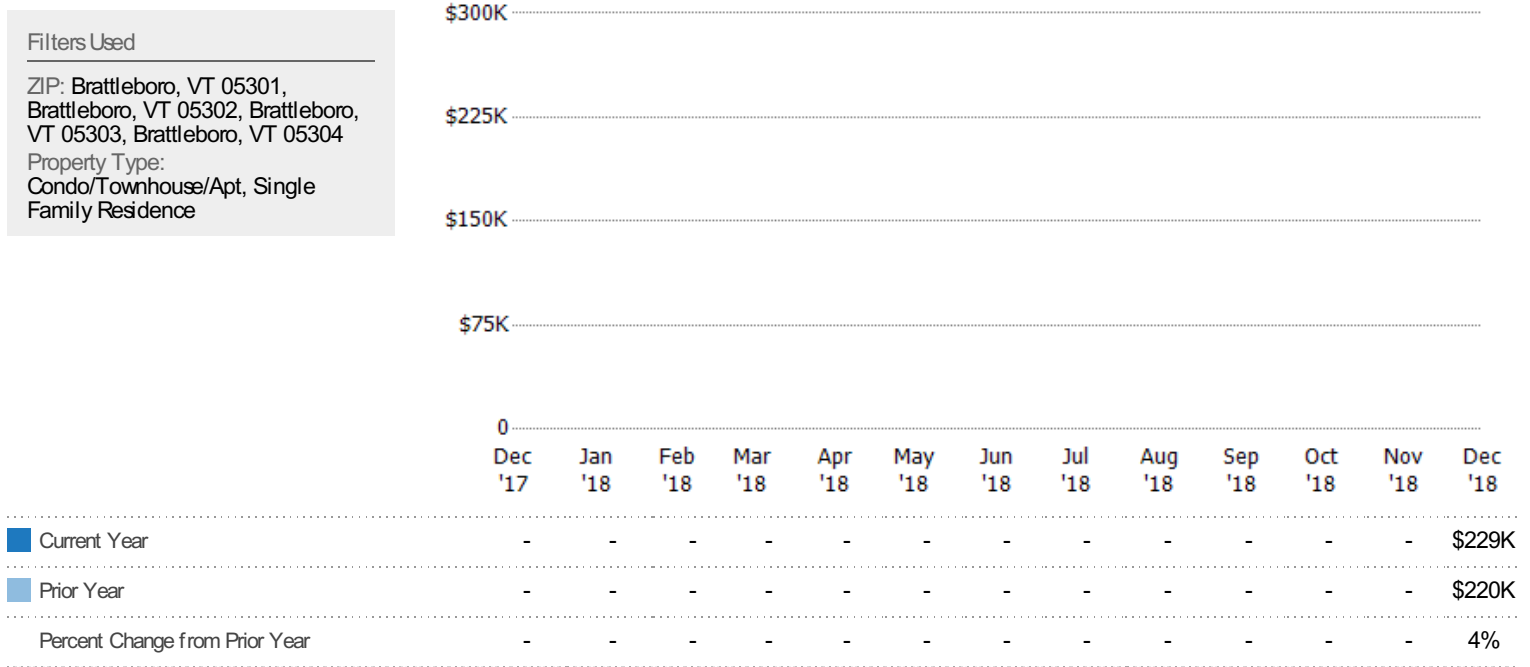 Filters Used
ZIP: Brattleboro, VT 05301,
Brattleboro, VT 05302, Brattleboro,
VT 05303, Brattleboro, VT 05304
Property Type:
Condo/Townhouse/Apt, Single
Family Residence
$300K
$225K
$150K
$75K
0
Dec Jan Feb Mar Apr May Jun Jul Aug Sep Oct Nov Dec
'17 '18 '18 '18 '18 '18 '18 '18 '18 '18 '18 '18 '18
Current Year - - - - - - - - - - - - $229K
Prior Year - - - - - - - - - - - - $220K
Percent Change from Prior Year - - - - - - - - - - - - 4%